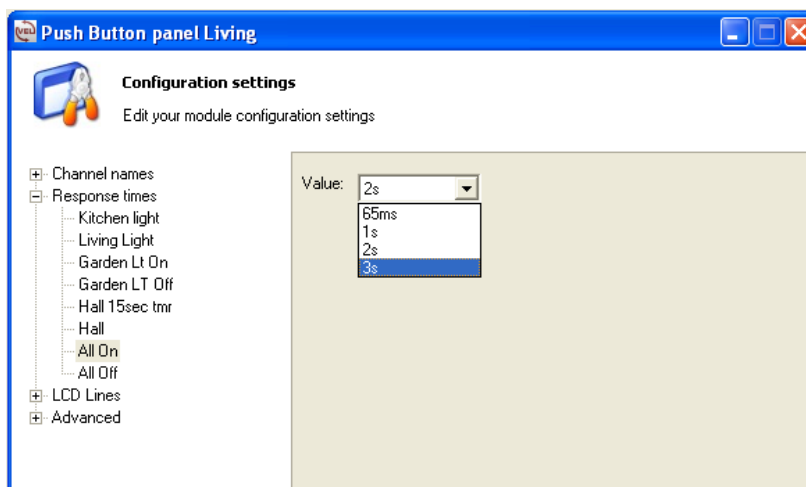 VEL
Push Button panel Living
Configuration settings
Edit your module configuration settings
Channel names
Response times
Kitchen light
Living Light
Garden Lt On
Garden LT Off
Hall 15sec tmr
Hall
All On
All Off
LCD Lines
Advanced
Value: 2s
65ms
1s
2s
3s